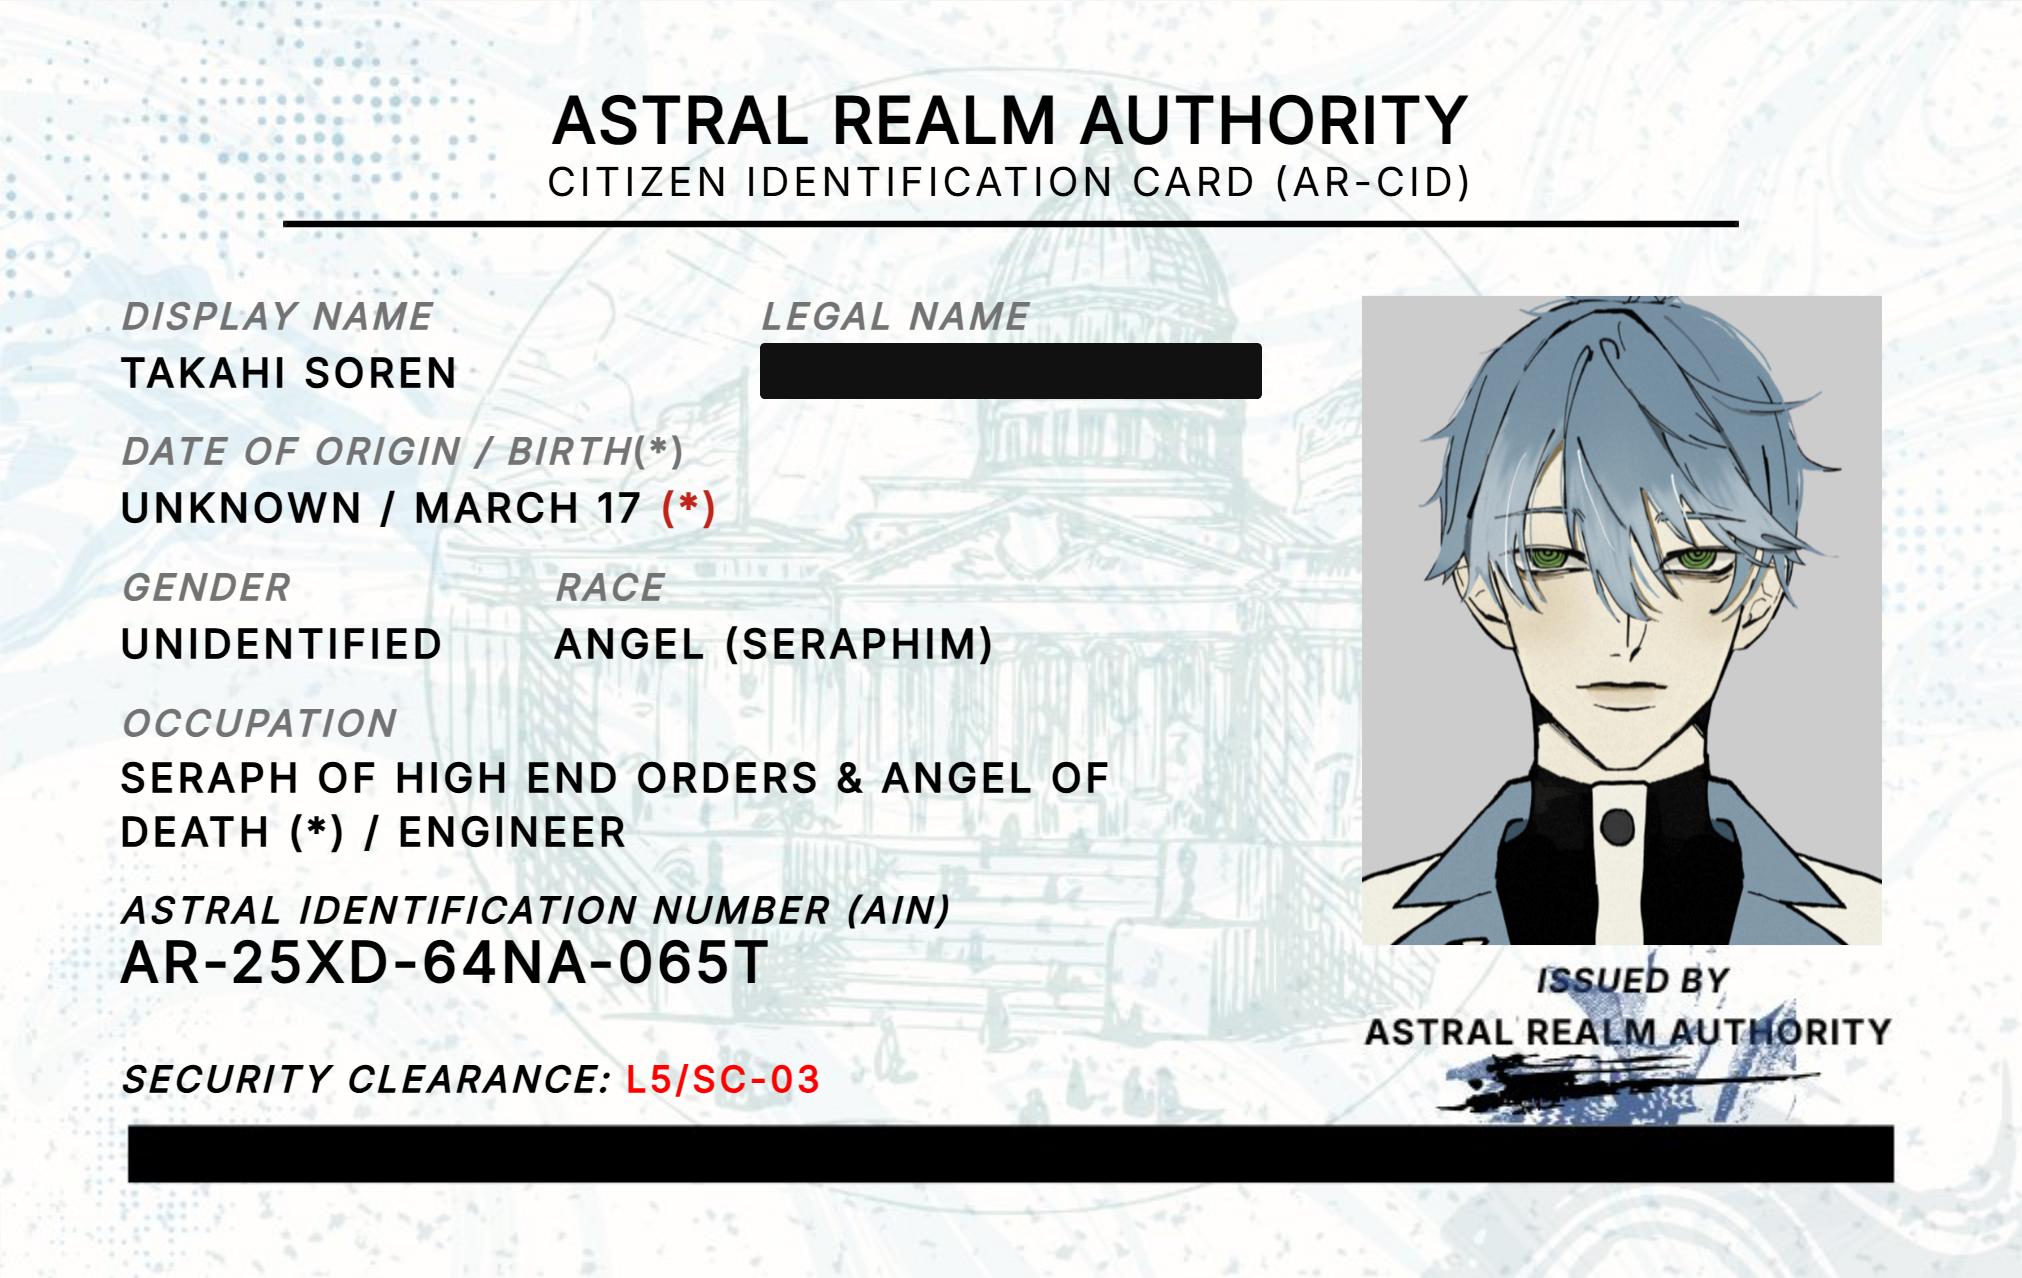 ASTRAL REALM AUTHORITY
CITIZEN IDENTIFICATION CARD (AR-CID)
DISPLAY NAME
TAKAHI SOREN
LEGAL NAME
DATE OF ORIGIN / BIRTH(*)
UNKNOWN / MARCH 17 (*)
GENDER
UNIDENTIFIED
RACE
ANGEL (SERAPHIM)
OCCUPATION
SERAPH OF HIGH END ORDERS & ANGEL OF
DEATH (*) / ENGINEER
ASTRAL IDENTIFICATION NUMBER (AIN)
AR-25XD-64NA-065T
SECURITY CLEARANCE: L5/SC-03
ISSUED BY
ASTRAL REALM AUTHORITY